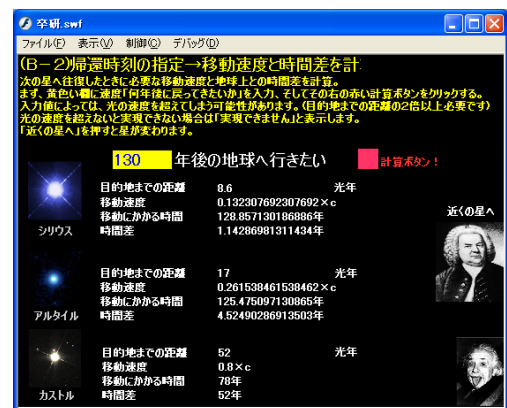 卒研.swf
ファイル(F) 表示(V) 制御(C) デバッグ(D)
(B-2)帰還時刻の指定→移動速度と時間差を計
次の星へ往復したときに必要な移動速度と地球上との時間差を計算。
まず、黄色い欄に速度「何年後に戻ってきたいか」を入力、そしてその右の赤い計算ボタンをクリックする。
入力値によっては、光の速度を超えてしまう可能性があります。(目的地までの距離の2倍以上必要です)
光の速度を超えないと実現できない場合は「実現できません」と表示します。
「近くの星へ」を押すと星が変わります。
130 年後の地球へ行きたい 計算ボタン!
目的地までの距離 8.6 光年
移動速度 0.132307692307692×c
移動にかかる時間 128.857130186886年
時間差 1.14286981311434年
シリウス
近くの星へ
目的地までの距離 17 光年
移動速度 0.261538461538462×c
移動にかかる時間 125.475097130865年
時間差 4.52490286913503年
アルタイル
目的地までの距離 52 光年
移動速度 0.8×c
移動にかかる時間 78年
時間差 52年
カストル